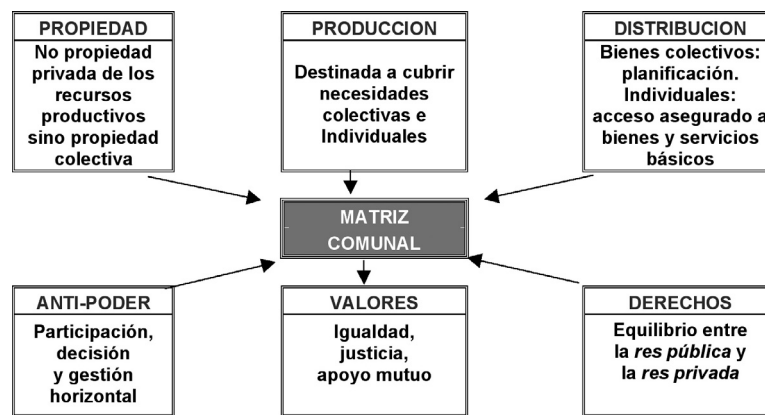 PROPIEDAD
No propiedad
privada de los
recursos
productivos
sino propiedad
colectiva
PRODUCCION
Destinada a cubrir
necesidades
colectivas e
Individuales
DISTRIBUCION
Bienes colectivos:
planificación.
Individuales:
acceso asegurado a
bienes y servicios
básicos
MATRIZ
COMUNAL
ANTI-PODER
Participación,
decisión
y gestión
horizontal
VALORES
Igualdad,
justicia,
apoyo mutuo
DERECHOS
Equilibrio entre
la res pública y
la res privada